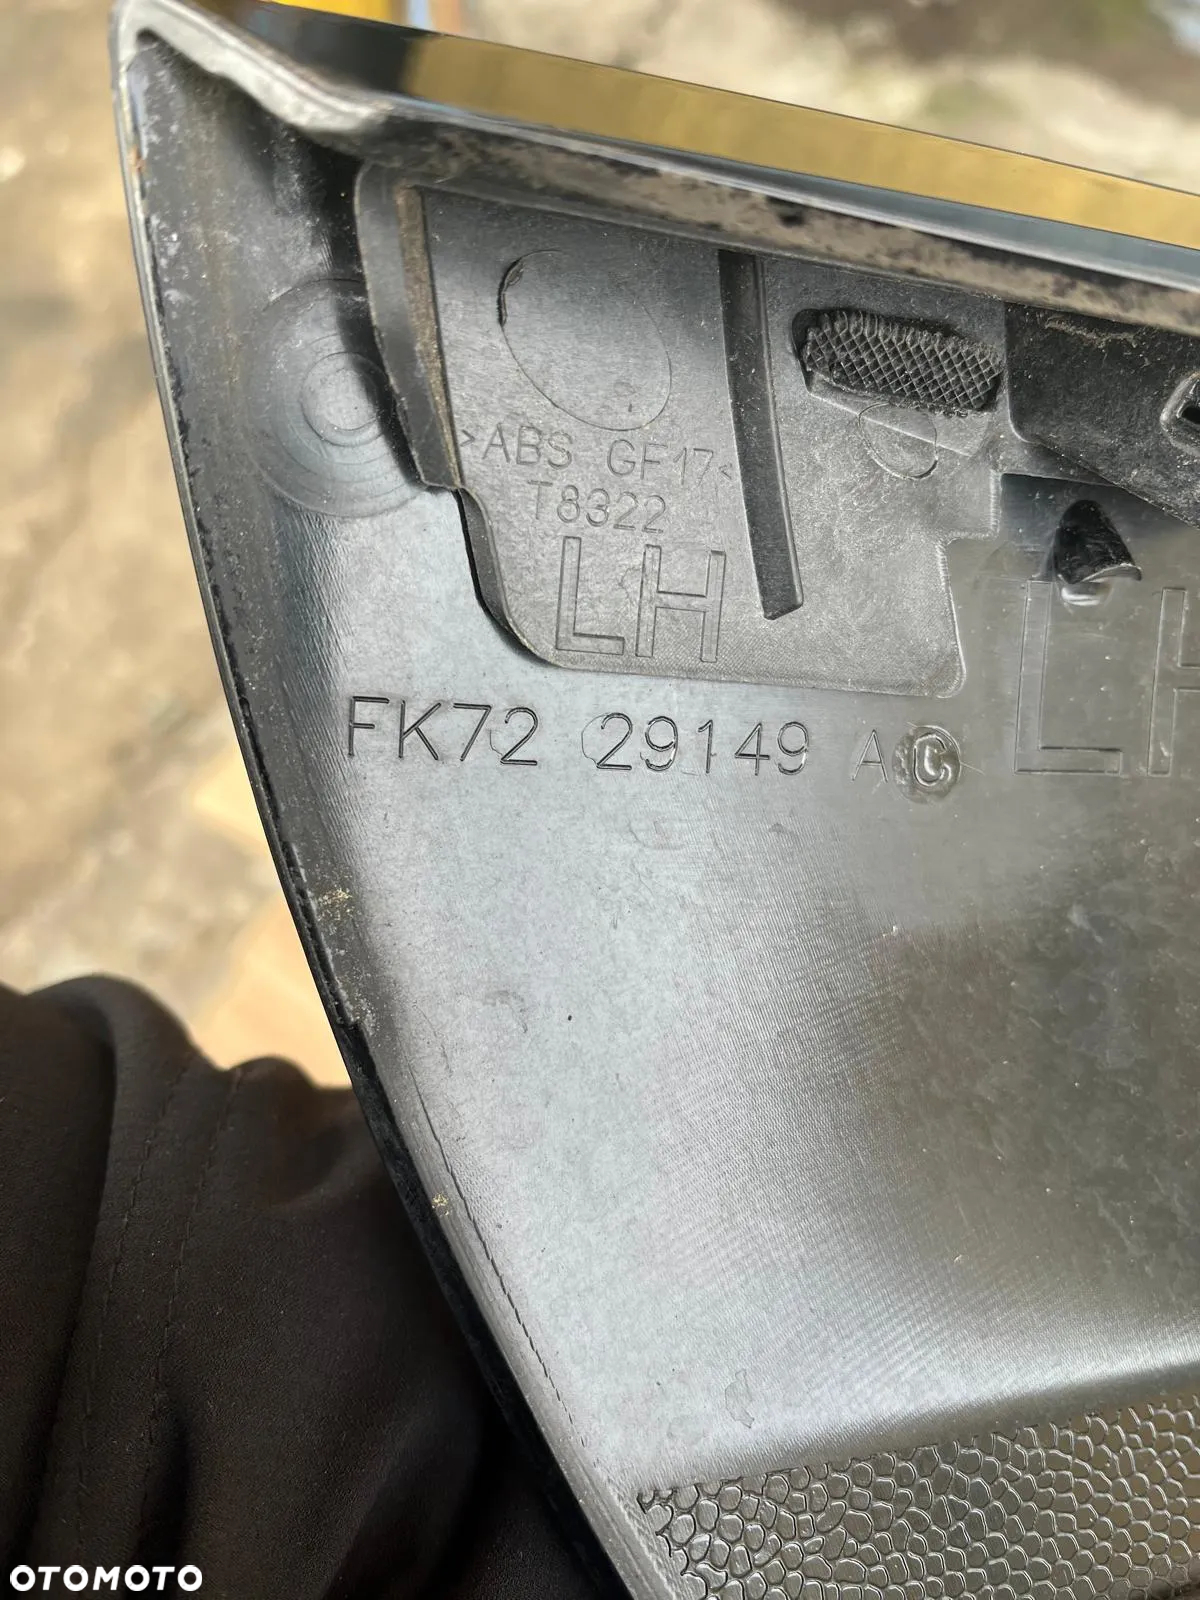 >ABS GF17<
T8322
LH
FK72 29149 AC
LH
OTOMOTO